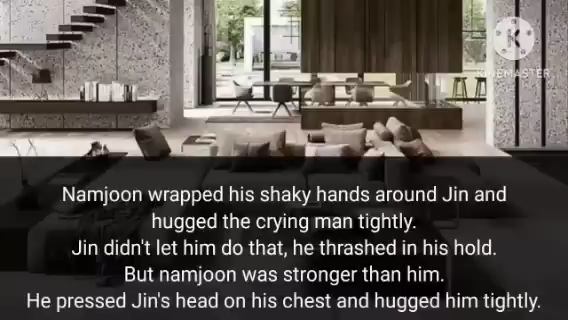 KINEMASTER
Namjoon wrapped his shaky hands around Jin and
hugged the crying man tightly.
Jin didn't let him do that, he thrashed in his hold.
But namjoon was stronger than him.
He pressed Jin's head on his chest and hugged him tightly.